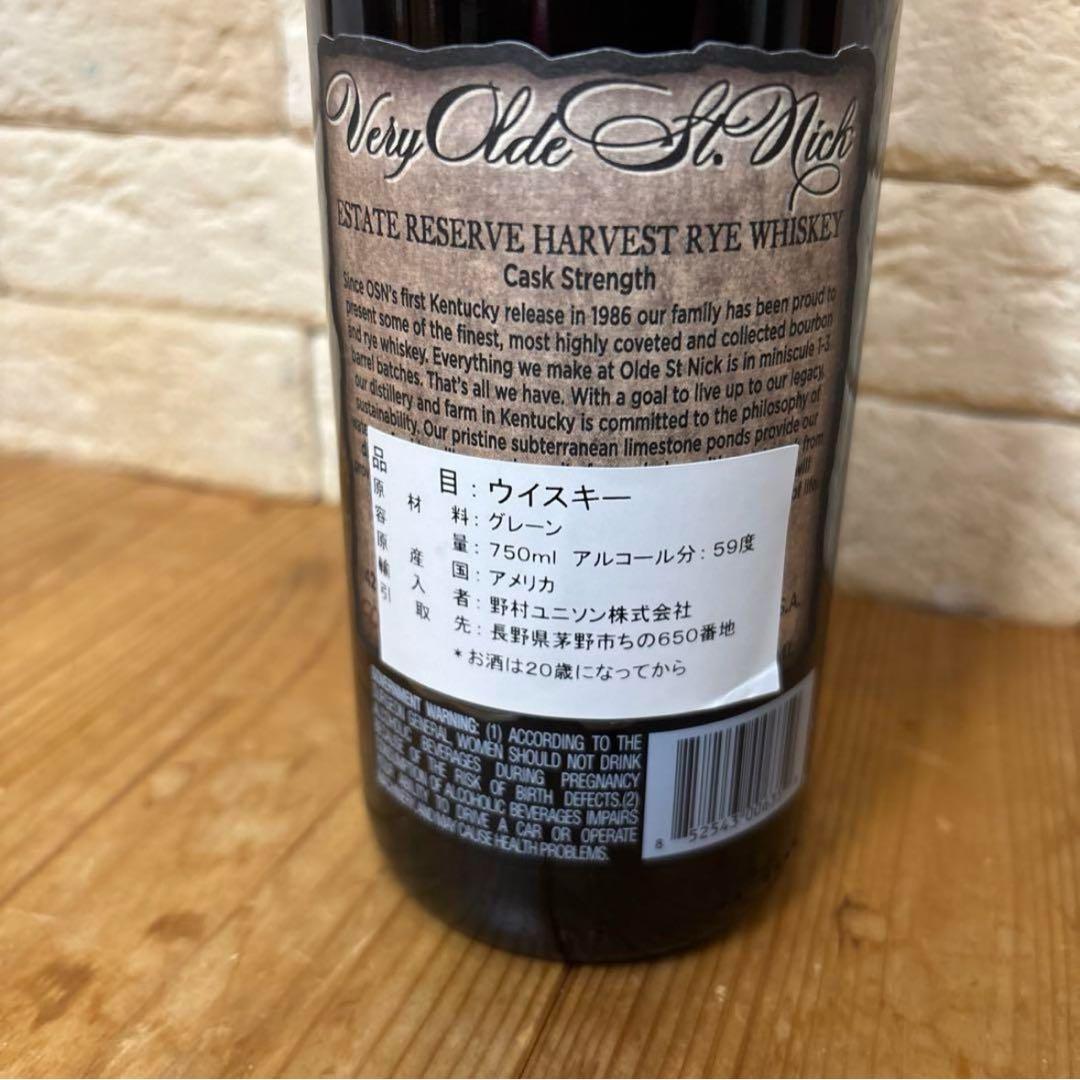 Very Olde St. Nick
ESTATE RESERVE HARVEST RYE WHISKEY
Cask Strength
Since OSN's first Kentucky release in 1986 our family has been proud to
present some of the finest, most highly coveted and collected bourbon
and rye whiskey. Everything we make at Olde St Nick is in miniscule 1-3
barrel batches. That's all we have. With a goal to live up to our legacy,
our distillery and farm in Kentucky is committed to the philosophy of
sustainability. Our pristine subterranean limestone ponds provide our
from
will
of life
品目:ウイスキー
原材料:グレーン
容量:750ml アルコール分:59度
原産国:アメリカ
輸入者:野村ユニソン株式会社
引取先:長野県茅野市ちの650番地
*お酒は20歳になってから
S.A.
GOVERNMENT WARNING: (1) ACCORDING TO THE
SURGEON GENERAL, WOMEN SHOULD NOT DRINK
ALCOHOLIC BEVERAGES DURING PREGNANCY
BECAUSE OF THE RISK OF BIRTH DEFECTS.(2)
CONSUMPTION OF ALCOHOLIC BEVERAGES IMPAIRS
YOUR ABILITY TO DRIVE A CAR OR OPERATE
AND MAY CAUSE HEALTH PROBLEMS.
8 52543 00